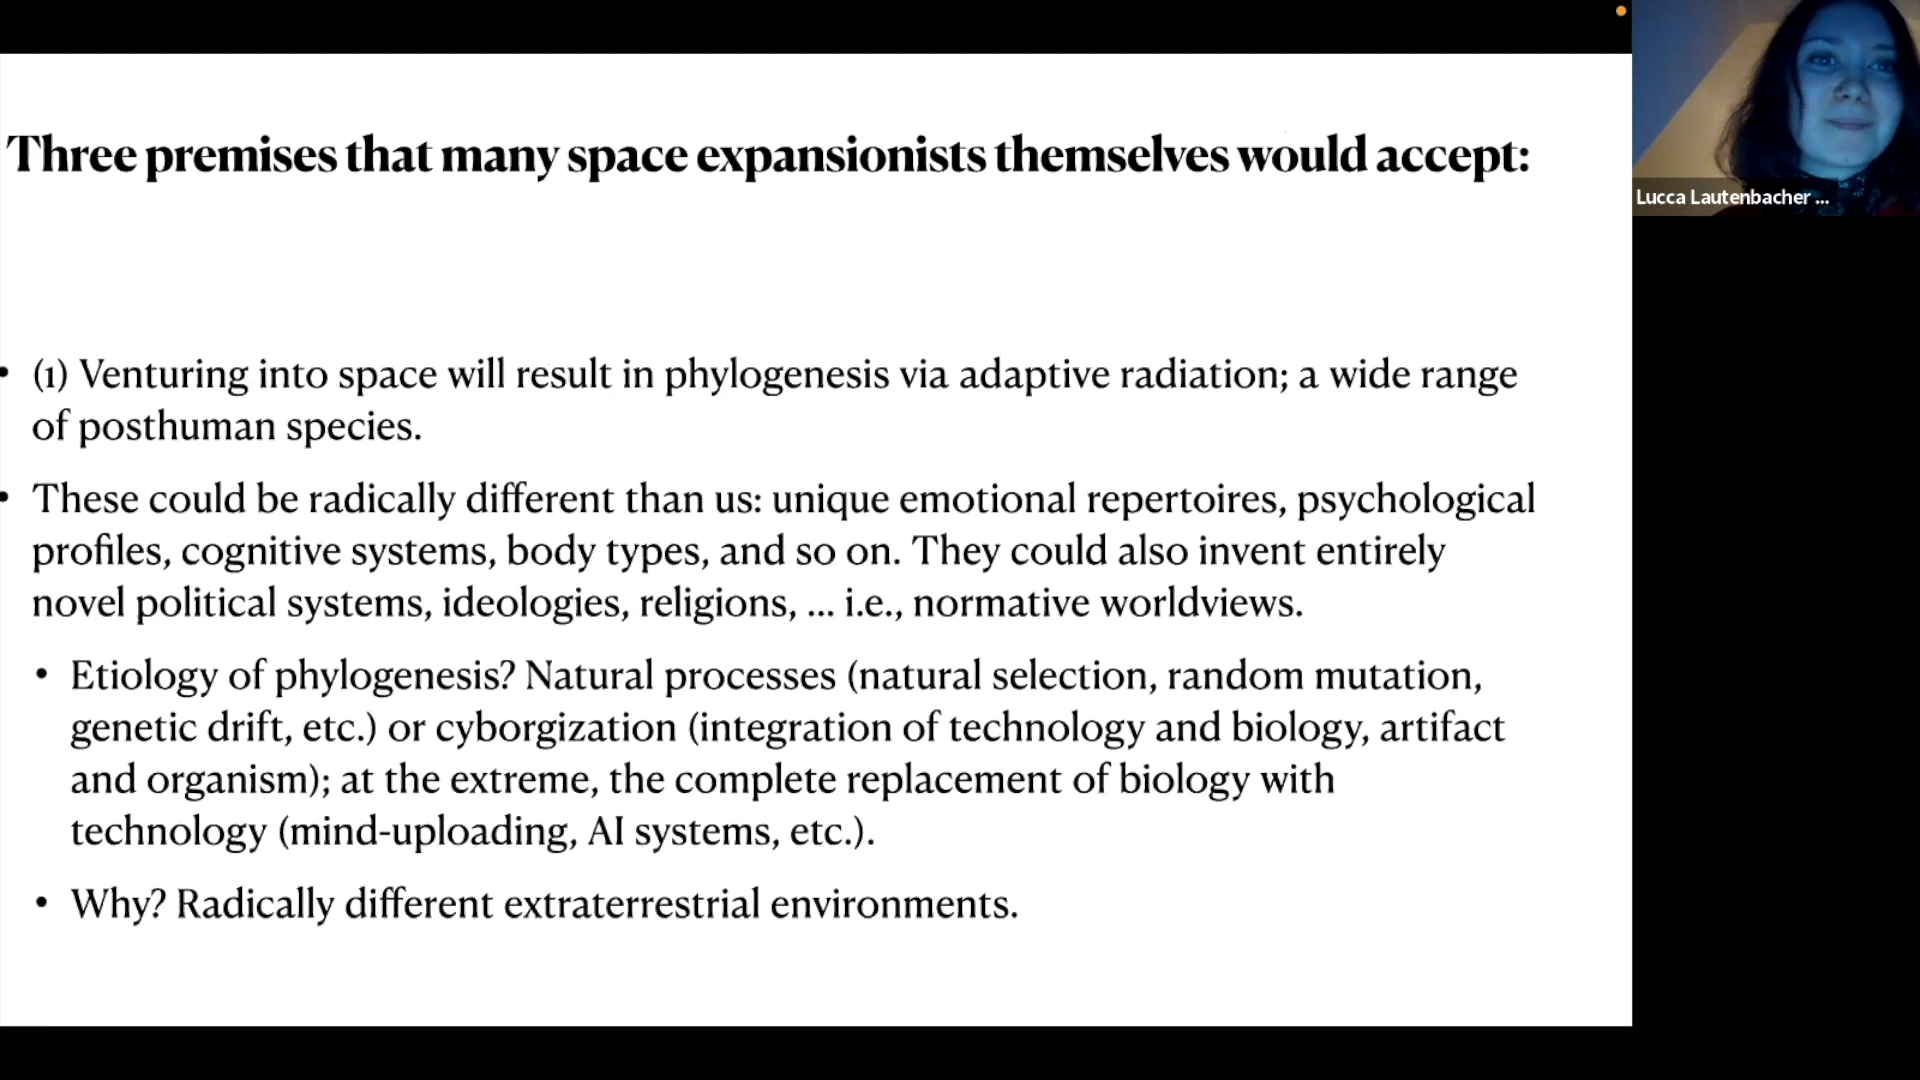 Three premises that many space expansionists themselves would accept:
Lucca Lautenbacher ...
• (1) Venturing into space will result in phylogenesis via adaptive radiation; a wide range
of posthuman species.
• These could be radically different than us: unique emotional repertoires, psychological
profiles, cognitive systems, body types, and so on. They could also invent entirely
novel political systems, ideologies, religions, ... i.e., normative worldviews.
• Etiology of phylogenesis? Natural processes (natural selection, random mutation,
genetic drift, etc.) or cyborgization (integration of technology and biology, artifact
and organism); at the extreme, the complete replacement of biology with
technology (mind-uploading, AI systems, etc.).
• Why? Radically different extraterrestrial environments.